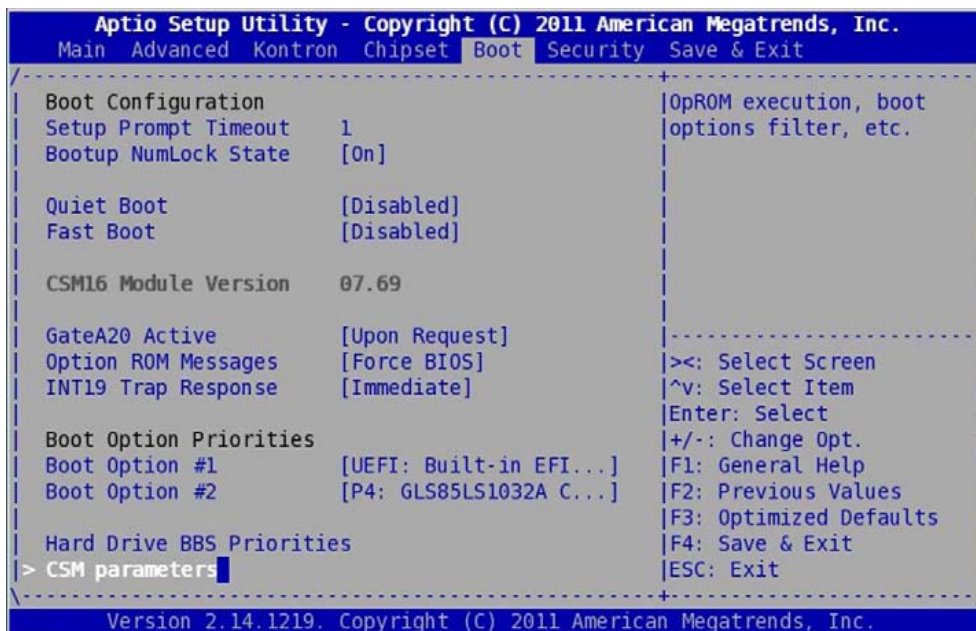 Aptio Setup Utility - Copyright (C) 2011 American Megatrends, Inc.
Main Advanced Kontron Chipset Boot Security Save & Exit
Boot Configuration
Setup Prompt Timeout 1
Bootup NumLock State [On]
Quiet Boot [Disabled]
Fast Boot [Disabled]
CSM16 Module Version 07.69
GateA20 Active [Upon Request]
Option ROM Messages [Force BIOS]
INT19 Trap Response [Immediate]
Boot Option Priorities
Boot Option #1 [UEFI: Built-in EFI...]
Boot Option #2 [P4: GLS85LS1032A C...]
Hard Drive BBS Priorities
> CSM parameters
OpROM execution, boot
options filter, etc.
><: Select Screen
^v: Select Item
Enter: Select
+/-: Change Opt.
F1: General Help
F2: Previous Values
F3: Optimized Defaults
F4: Save & Exit
ESC: Exit
Version 2.14.1219. Copyright (C) 2011 American Megatrends, Inc.